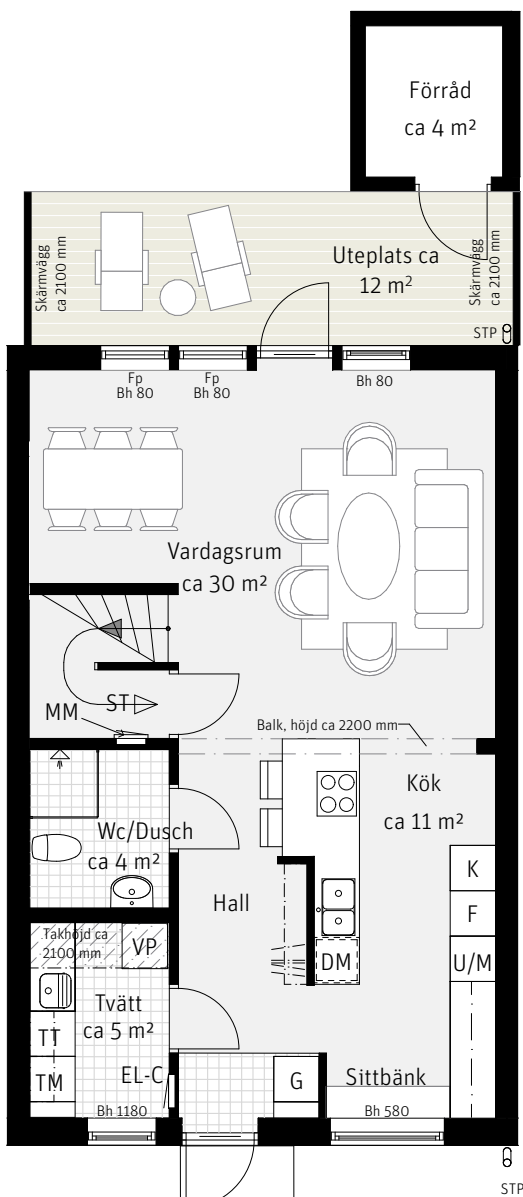 Förråd
ca 4 m²
Skärmvägg
ca 2100 mm
Uteplats ca
12 m²
Skärmvägg
ca 2100 mm
STP
Fp
Bh 80
Fp
Bh 80
Bh 80
Vardagsrum
ca 30 m²
ST
MM
Balk, höjd ca 2200 mm
Kök
ca 11 m²
Wc/Dusch
ca 4 m²
K
Hall
F
Takhöjd ca
2100 mm
VP
DM
U/M
Tvätt
ca 5 m²
TT
TM
EL-C
G
Sittbänk
Bh 1180
Bh 580
STP